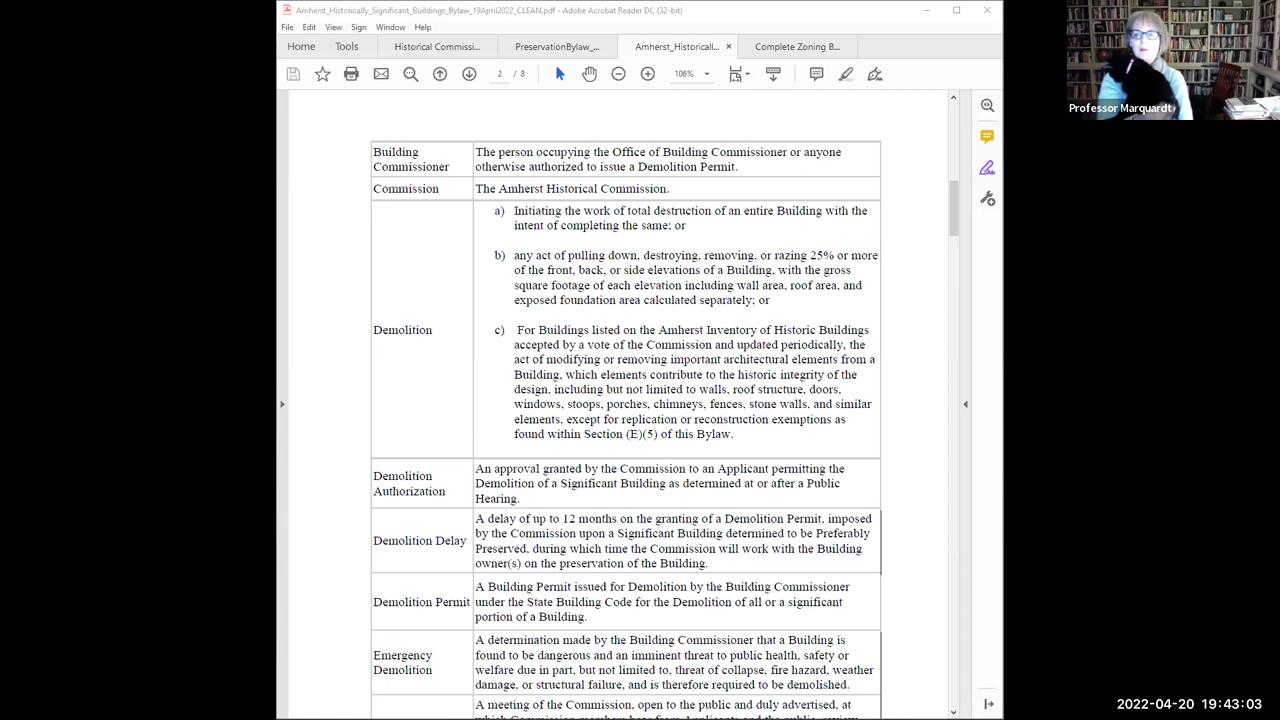 Amherst_Historically_Significant_Buildings_Bylaw_19April2022_CLEAN.pdf - Adobe Acrobat Reader DC (32-bit)
File Edit View Sign Window Help
Home Tools Historical Commissi... PreservationBylaw_... Amherst_Historicall... × Complete Zoning B...
2 / 8 106%
Professor Marquardt
Building
Commissioner
The person occupying the Office of Building Commissioner or anyone
otherwise authorized to issue a Demolition Permit.
Commission
The Amherst Historical Commission.
Demolition
a) Initiating the work of total destruction of an entire Building with the
intent of completing the same; or
b) any act of pulling down, destroying, removing, or razing 25% or more
of the front, back, or side elevations of a Building, with the gross
square footage of each elevation including wall area, roof area, and
exposed foundation area calculated separately; or
c) For Buildings listed on the Amherst Inventory of Historic Buildings
accepted by a vote of the Commission and updated periodically, the
act of modifying or removing important architectural elements from a
Building, which elements contribute to the historic integrity of the
design, including but not limited to walls, roof structure, doors,
windows, stoops, porches, chimneys, fences, stone walls, and similar
elements, except for replication or reconstruction exemptions as
found within Section (E)(5) of this Bylaw.
Demolition
Authorization
An approval granted by the Commission to an Applicant permitting the
Demolition of a Significant Building as determined at or after a Public
Hearing.
Demolition Delay
A delay of up to 12 months on the granting of a Demolition Permit, imposed
by the Commission upon a Significant Building determined to be Preferably
Preserved, during which time the Commission will work with the Building
owner(s) on the preservation of the Building.
Demolition Permit
A Building Permit issued for Demolition by the Building Commissioner
under the State Building Code for the Demolition of all or a significant
portion of a Building.
Emergency
Demolition
A determination made by the Building Commissioner that a Building is
found to be dangerous and an imminent threat to public health, safety or
welfare due in part, but not limited to, threat of collapse, fire hazard, weather
damage, or structural failure, and is therefore required to be demolished.
A meeting of the Commission, open to the public and duly advertised, at
2022-04-20 19:43:03